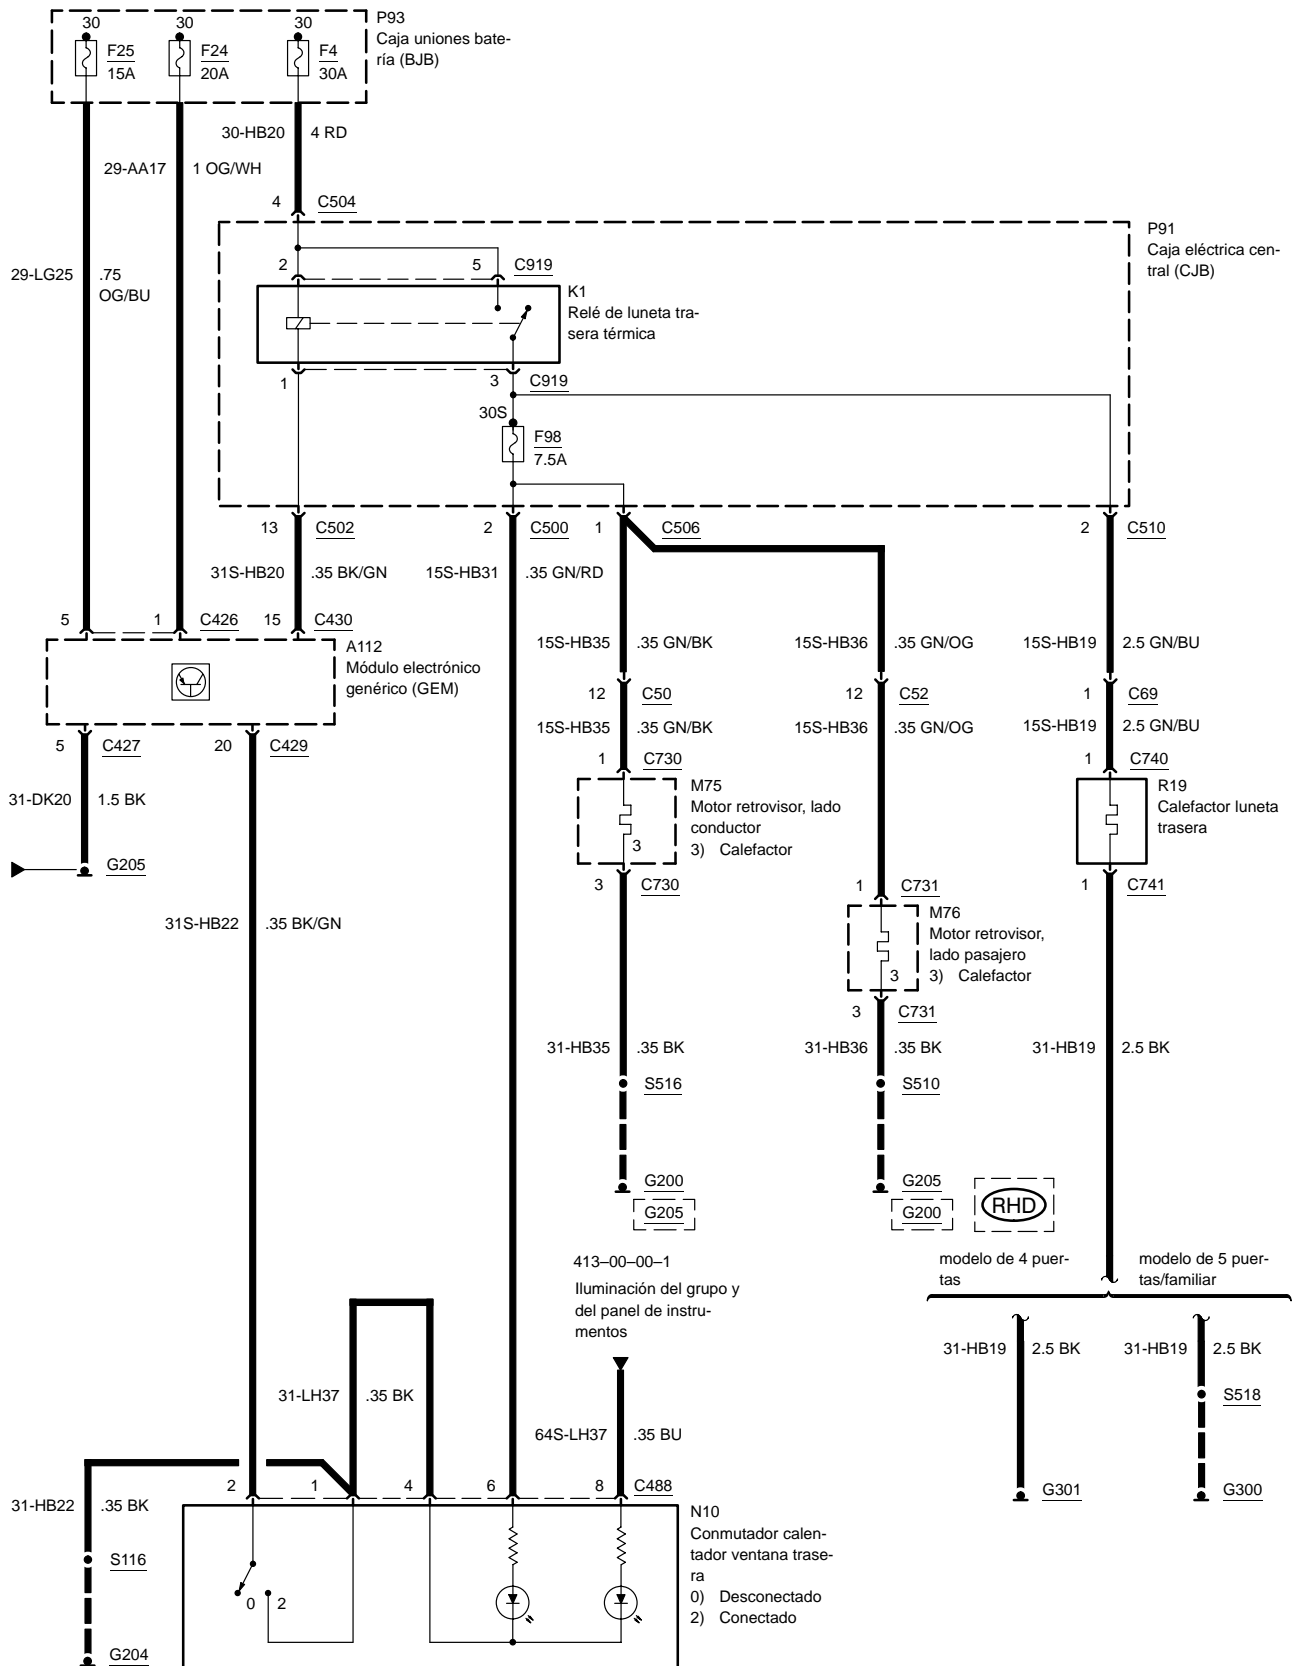 30 30 30 P93
Caja uniones bate-
ría (BJB)
F25 F24 F4
15A 20A 30A
30-HB20 4 RD
29-AA17 1 OG/WH
4 C504
P91
Caja eléctrica cen-
tral (CJB)
29-LG25 .75
OG/BU
2 5 C919
K1
Relé de luneta tra-
sera térmica
1 3 C919
30S
F98
7.5A
13 C502 2 C500 1 C506 2 C510
31S-HB20 .35 BK/GN 15S-HB31 .35 GN/RD
5 1 C426 15 C430
A112
Módulo electrónico
genérico (GEM)
15S-HB35 .35 GN/BK 15S-HB36 .35 GN/OG 15S-HB19 2.5 GN/BU
12 C50 12 C52 1 C69
15S-HB35 .35 GN/BK 15S-HB36 .35 GN/OG 15S-HB19 2.5 GN/BU
5 C427 20 C429
1 C730 1 C740
M75
Motor retrovisor, lado
conductor
3) Calefactor
3
R19
Calefactor luneta
trasera
31-DK20 1.5 BK
G205
3 C730 1 C731 1 C741
M76
Motor retrovisor,
lado pasajero
3) Calefactor
3
31S-HB22 .35 BK/GN
3 C731
31-HB35 .35 BK 31-HB36 .35 BK 31-HB19 2.5 BK
S516 S510
G200 G205
G205 G200 RHD
413–00–00–1
Iluminación del grupo y
del panel de instru-
mentos
modelo de 4 puer-
tas
modelo de 5 puer-
tas/familiar
31-HB19 2.5 BK 31-HB19 2.5 BK
31-LH37 .35 BK
S518
64S-LH37 .35 BU
2 1 4 6 8 C488
G301 G300
31-HB22 .35 BK
N10
Conmutador calen-
tador ventana trase-
ra
0) Desconectado
2) Conectado
S116
0 2
G204